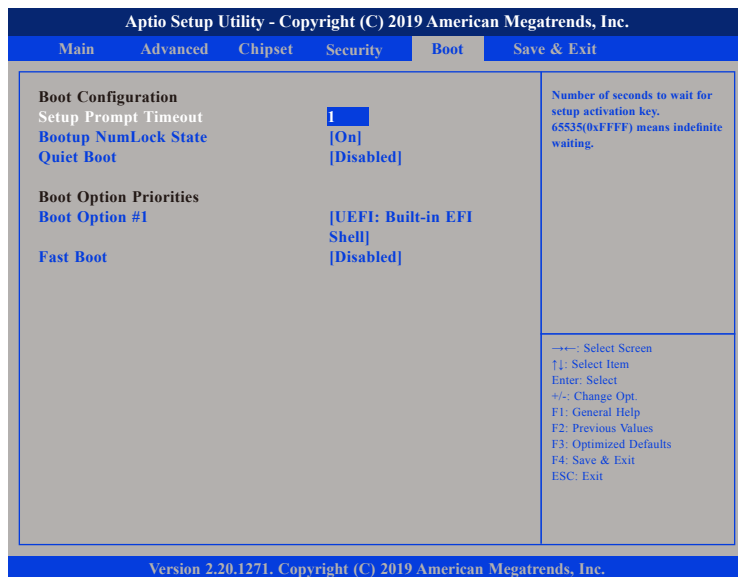 Aptio Setup Utility - Copyright (C) 2019 American Megatrends, Inc.
Main Advanced Chipset Security Boot Save & Exit
Boot Configuration
Setup Prompt Timeout 1
Bootup NumLock State [On]
Quiet Boot [Disabled]
Boot Option Priorities
Boot Option #1 [UEFI: Built-in EFI
Shell]
Fast Boot [Disabled]
Number of seconds to wait for
setup activation key.
65535(0xFFFF) means indefinite
waiting.
→←: Select Screen
↑↓: Select Item
Enter: Select
+/-: Change Opt.
F1: General Help
F2: Previous Values
F3: Optimized Defaults
F4: Save & Exit
ESC: Exit
Version 2.20.1271. Copyright (C) 2019 American Megatrends, Inc.